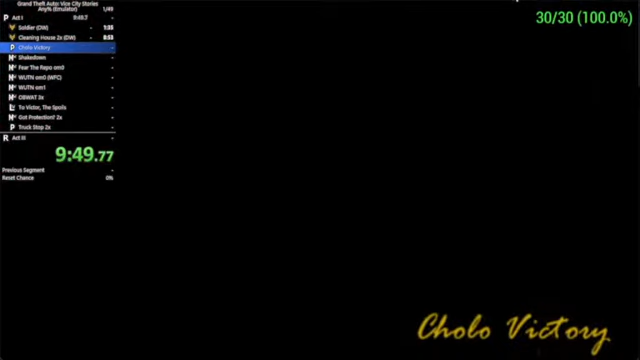 Grand Theft Auto: Vice City Stories
Any% (Emulator) 1/49
P Act I 9:49.7
Soldier (DW) - 1:33
Cleaning House 2x (DW) - 8:53
P Cholo Victory -
Shakedown -
Fear The Repo om0 -
WUTN om0 (WFC) -
WUTN om1 -
OBWAT 2x -
To Victor, The Spoils -
Got Protection? 2x -
P Truck Stop 2x -
R Act III -
9:49.77
Previous Segment -
Reset Chance 0%
30/30 (100.0%)
Cholo Victory